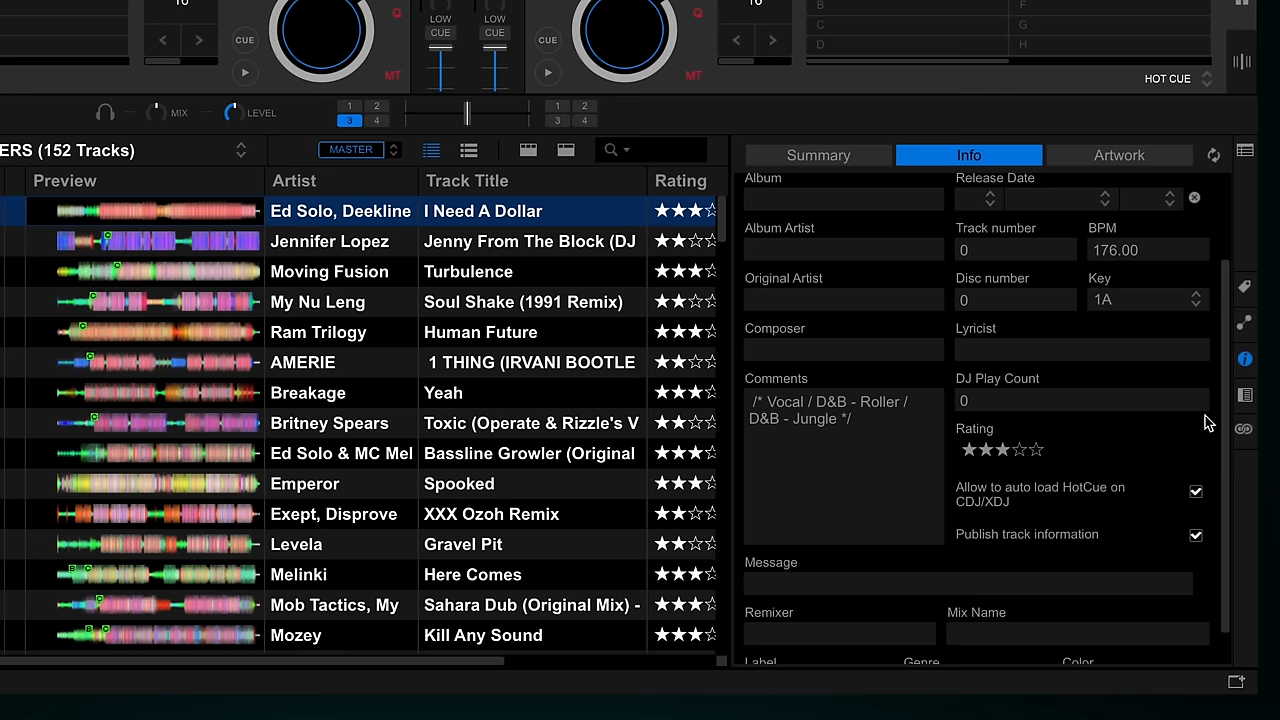 Q
LOW
LOW
CUE
CUE
CUE
CUE
Q
MT
MT
B
F
C
G
D
H
HOT CUE
MIX
LEVEL
1 2
3 4
1 2
3 4
ERS (152 Tracks)
MASTER
Summary
Info
Artwork
Preview
Artist
Track Title
Rating
Ed Solo, Deekline
I Need A Dollar
★★★☆
Jennifer Lopez
Jenny From The Block (DJ
★★☆☆
Moving Fusion
Turbulence
★★★☆
My Nu Leng
Soul Shake (1991 Remix)
★★★☆
Ram Trilogy
Human Future
★★★☆
AMERIE
1 THING (IRVANI BOOTLE
★★☆☆
Breakage
Yeah
★★★☆
Britney Spears
Toxic (Operate & Rizzle's V
★★☆☆
Ed Solo & MC Mel
Bassline Growler (Original
★★★☆
Emperor
Spooked
★★★☆
Exept, Disprove
XXX Ozoh Remix
★★★☆
Levela
Gravel Pit
★★☆☆
Melinki
Here Comes
★★★☆
Mob Tactics, My
Sahara Dub (Original Mix) -
★★★☆
Mozey
Kill Any Sound
★★★☆
Album
Release Date
Album Artist
Track number
BPM
0
176.00
Original Artist
Disc number
Key
0
1A
Composer
Lyricist
Comments
DJ Play Count
/* Vocal / D&B - Roller /
D&B - Jungle */
0
Rating
★★★☆☆
Allow to auto load HotCue on
CDJ/XDJ
Publish track information
Message
Remixer
Mix Name
Label
Genre
Color